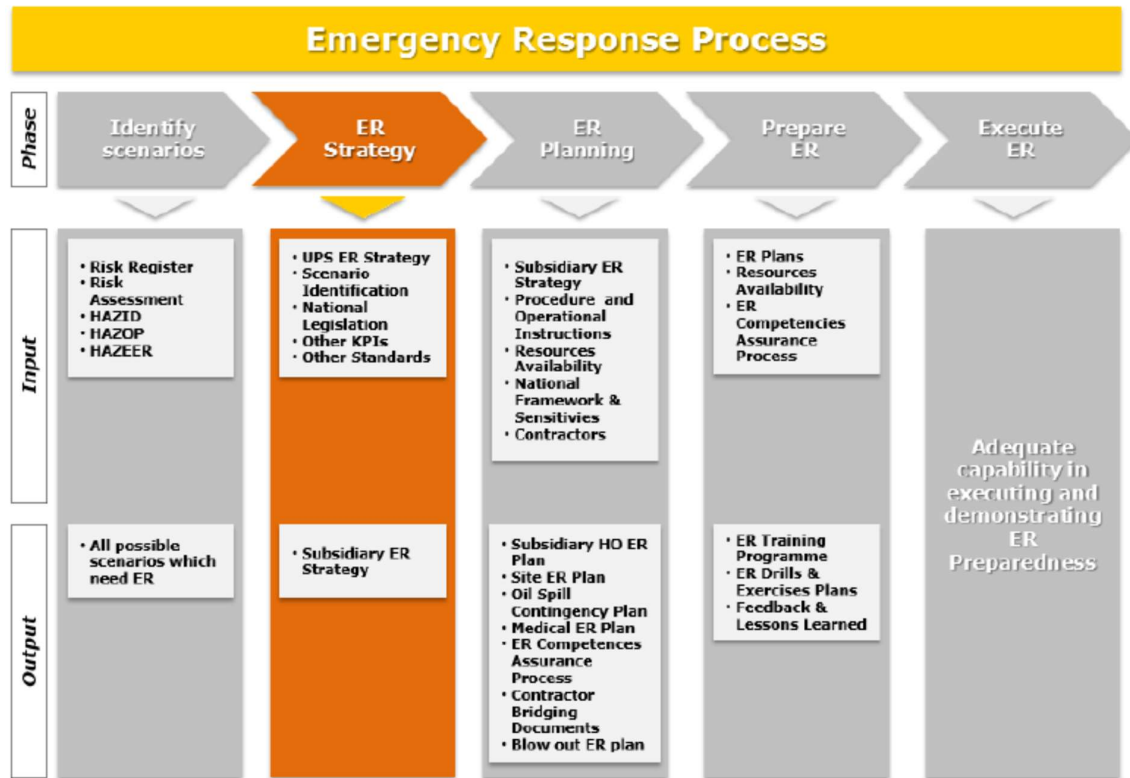 Emergency Response Process
Phase
Identify
scenarios
ER
Strategy
ER
Planning
Prepare
ER
Execute
ER
Input
• Risk Register
• Risk
Assessment
• HAZID
• HAZOP
• HAZEER
• UPS ER Strategy
• Scenario
Identification
• National
Legislation
• Other KPIs
• Other Standards
• Subsidiary ER
Strategy
• Procedure and
Operational
Instructions
• Resources
Availability
• National
Framework &
Sensitivies
• Contractors
• ER Plans
• Resources
Availability
• ER
Competencies
Assurance
Process
Adequate
capability in
executing and
demonstrating
ER
Preparedness
Output
• All possible
scenarios which
need ER
• Subsidiary ER
Strategy
• Subsidiary HO ER
Plan
• Site ER Plan
• Oil Spill
Contingency Plan
• Medical ER Plan
• ER Competences
Assurance
Process
• Contractor
Bridging
Documents
• Blow out ER plan
• ER Training
Programme
• ER Drills &
Exercises Plans
• Feedback &
Lessons Learned